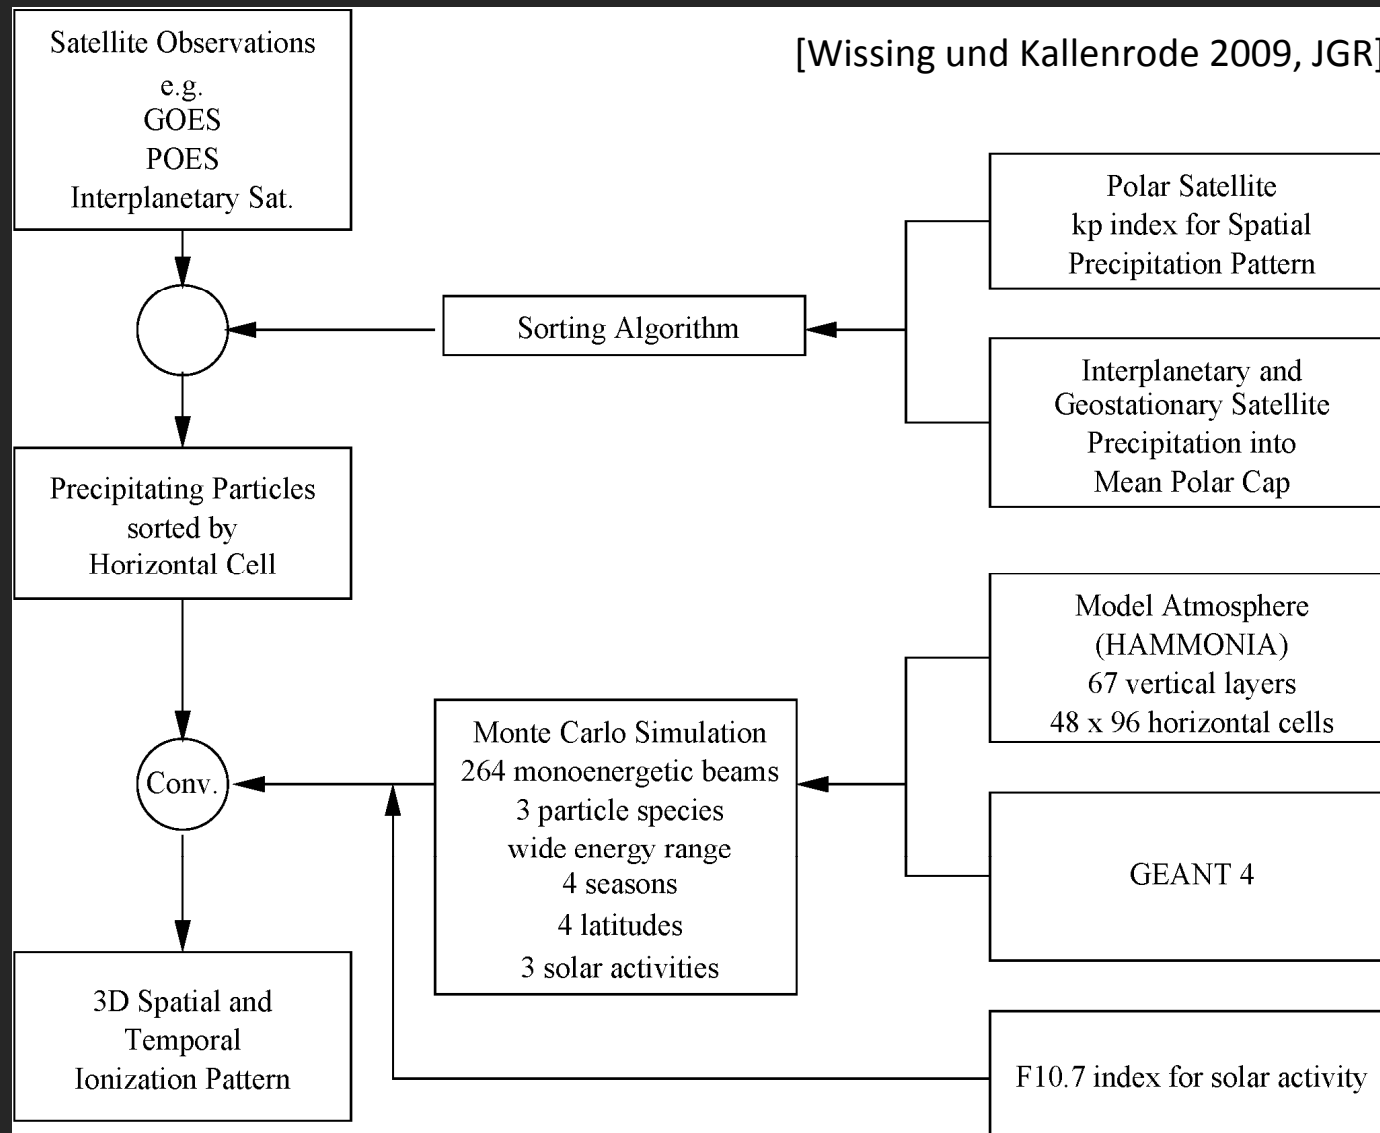 Satellite Observations
e.g.
GOES
POES
Interplanetary Sat.
[Wissing und Kallenrode 2009, JGR]
Polar Satellite
kp index for Spatial
Precipitation Pattern
Sorting Algorithm
Interplanetary and
Geostationary Satellite
Precipitation into
Mean Polar Cap
Precipitating Particles
sorted by
Horizontal Cell
Model Atmosphere
(HAMMONIA)
67 vertical layers
48 x 96 horizontal cells
Conv.
Monte Carlo Simulation
264 monoenergetic beams
3 particle species
wide energy range
4 seasons
4 latitudes
3 solar activities
GEANT 4
3D Spatial and
Temporal
Ionization Pattern
F10.7 index for solar activity